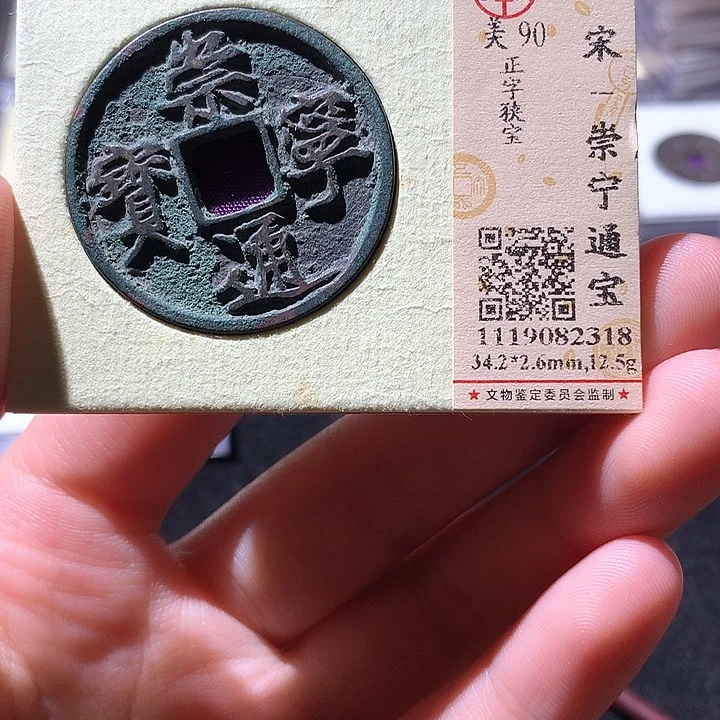 崇寧通寳
宋-崇宁通宝
美 90
正字狭宝
1119082318
34.2*2.6mm,12.5g
★文物鉴定委员会监制★